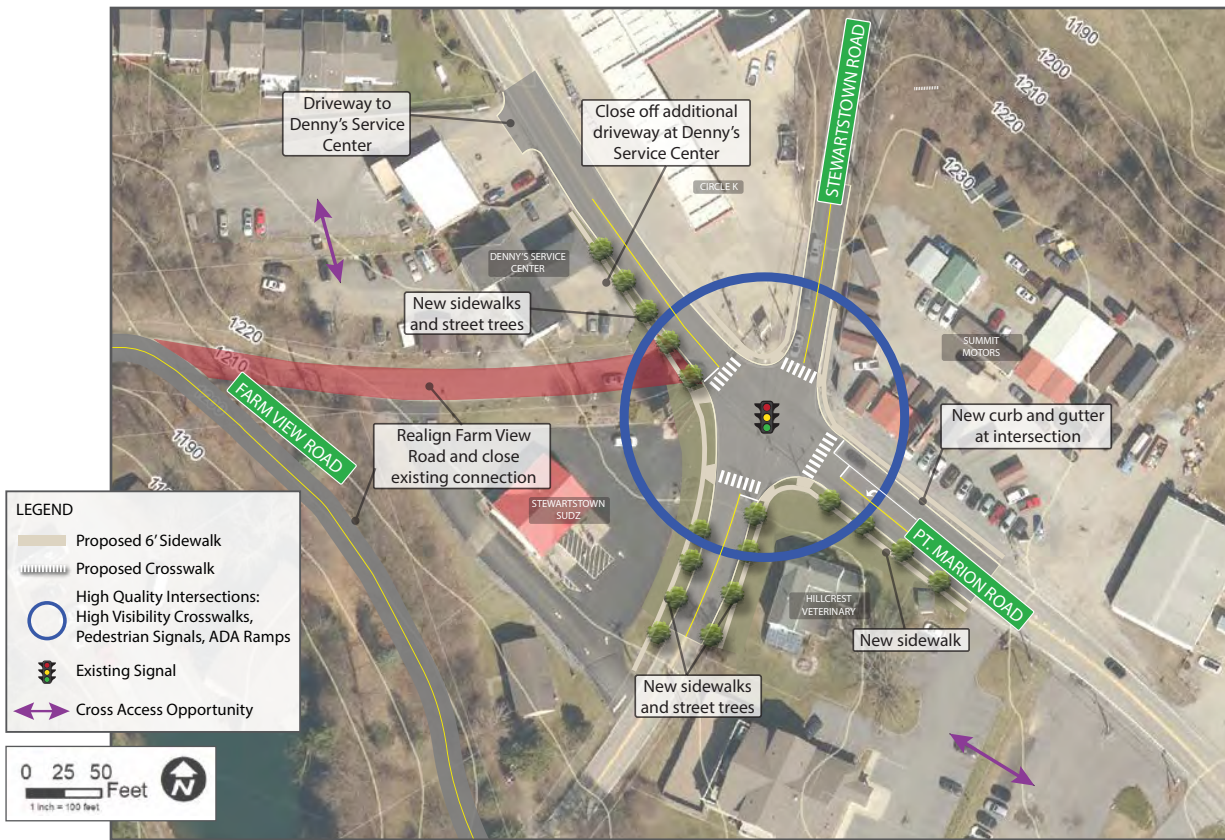 1190
1200
1210
1220
1230
STEWARTSTOWN ROAD
Driveway to
Denny's Service
Center
Close off additional
driveway at Denny's
Service Center
CIRCLE K
DENNY'S SERVICE
CENTER
New sidewalks
and street trees
1220
1210
SUMMIT
MOTORS
FARM VIEW ROAD
Realign Farm View
Road and close
existing connection
New curb and gutter
at intersection
1190
STEWARTSTOWN
SUDZ
PT. MARION ROAD
HILLCREST
VETERINARY
New sidewalk
New sidewalks
and street trees
LEGEND
Proposed 6' Sidewalk
Proposed Crosswalk
High Quality Intersections:
High Visibility Crosswalks,
Pedestrian Signals, ADA Ramps
Existing Signal
Cross Access Opportunity
0 25 50
Feet
1 inch = 100 feet
N